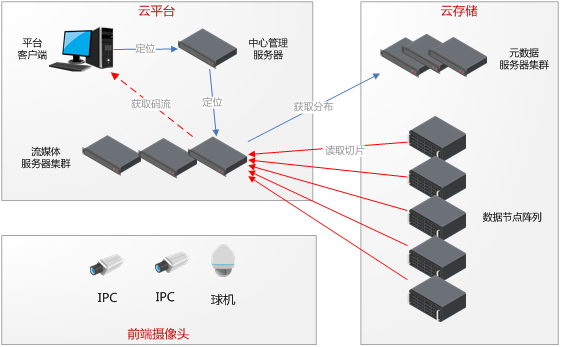 云平台
云存储
平台
客户端
定位
中心管理
服务器
元数据
服务器集群
获取码流
定位
获取分布
流媒体
服务器集群
读取切片
数据节点阵列
IPC
IPC
球机
前端摄像头